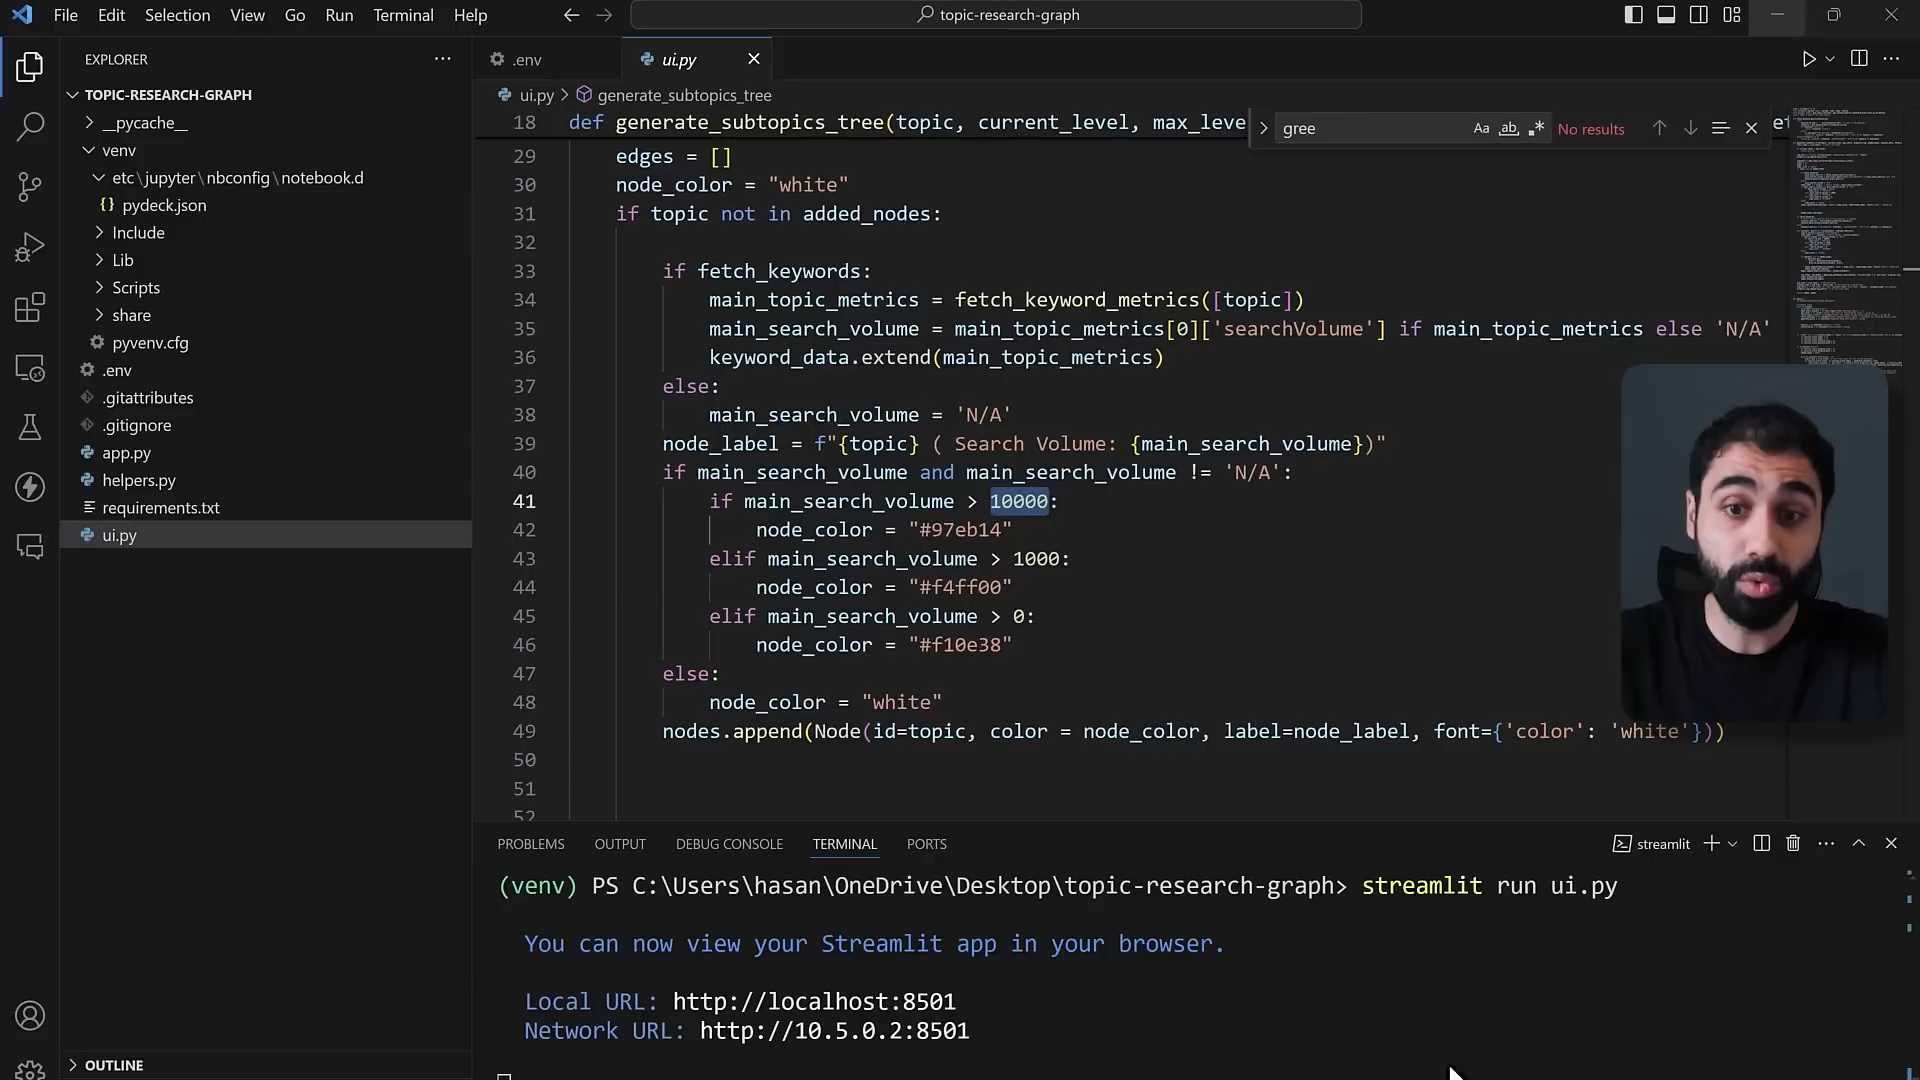 File Edit Selection View Go Run Terminal Help
topic-research-graph
EXPLORER
TOPIC-RESEARCH-GRAPH
__pycache__
venv
etc\jupyter\nbconfig\notebook.d
{} pydeck.json
Include
Lib
Scripts
share
pyvenv.cfg
.env
.gitattributes
.gitignore
app.py
helpers.py
requirements.txt
ui.py
OUTLINE
.env
ui.py
ui.py > generate_subtopics_tree
gree
Aa ab No results
18 def generate_subtopics_tree(topic, current_level, max_leve
29 edges = []
30 node_color = "white"
31 if topic not in added_nodes:
32
33 if fetch_keywords:
34 main_topic_metrics = fetch_keyword_metrics([topic])
35 main_search_volume = main_topic_metrics[0]['searchVolume'] if main_topic_metrics else 'N/A'
36 keyword_data.extend(main_topic_metrics)
37 else:
38 main_search_volume = 'N/A'
39 node_label = f"{topic} ( Search Volume: {main_search_volume})"
40 if main_search_volume and main_search_volume != 'N/A':
41 if main_search_volume > 10000:
42 node_color = "#97eb14"
43 elif main_search_volume > 1000:
44 node_color = "#f4ff00"
45 elif main_search_volume > 0:
46 node_color = "#f10e38"
47 else:
48 node_color = "white"
49 nodes.append(Node(id=topic, color = node_color, label=node_label, font={'color': 'white'}))
50
51
52
PROBLEMS OUTPUT DEBUG CONSOLE TERMINAL PORTS
streamlit
(venv) PS C:\Users\hasan\OneDrive\Desktop\topic-research-graph> streamlit run ui.py
You can now view your Streamlit app in your browser.
Local URL: http://localhost:8501
Network URL: http://10.5.0.2:8501